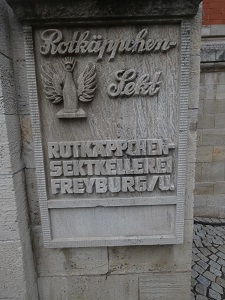 Rotkäppchen-
Sekt
ROTKÄPPCHEN-
SEKTKELLEREI
FREYBURG/U.